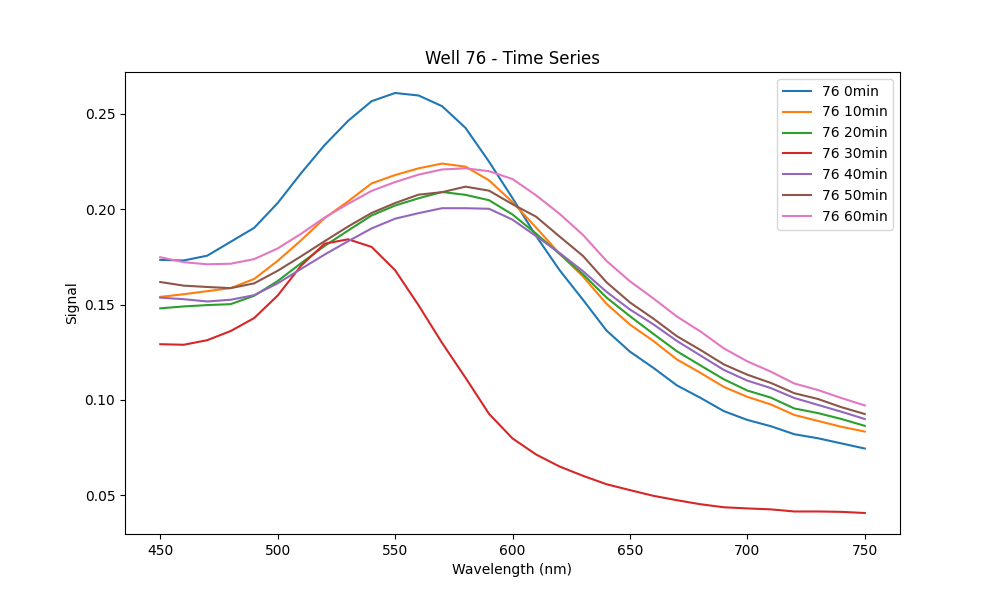 Well 76 - Time Series
76 0min
76 10min
76 20min
76 30min
76 40min
76 50min
76 60min
Signal
0.25
0.20
0.15
0.10
0.05
450 500 550 600 650 700 750
Wavelength (nm)